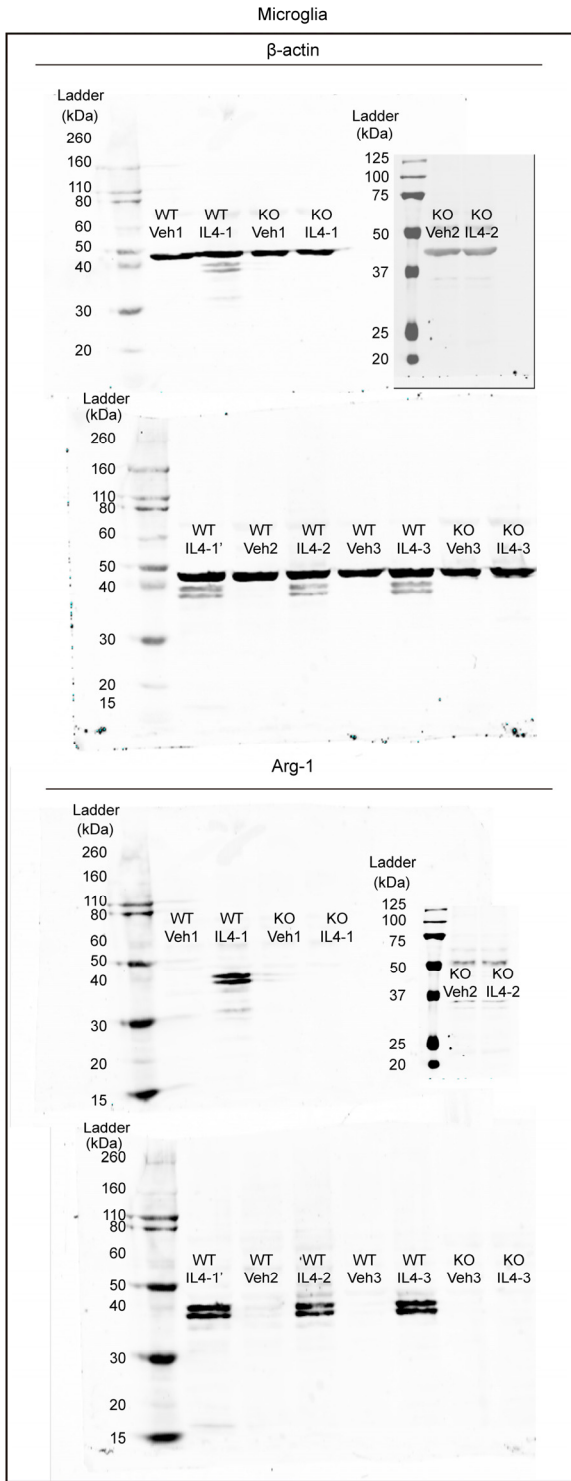 Microglia
β-actin
Ladder
(kDa)
260
160
110
80
60
50
40
30
20
WT WT KO KO
Veh1 IL4-1 Veh1 IL4-1
Ladder
(kDa)
125
100
75
50
37
25
20
KO KO
Veh2 IL4-2
Ladder
(kDa)
260
160
110
80
60
50
40
30
20
15
WT WT WT WT WT KO KO
IL4-1' Veh2 IL4-2 Veh3 IL4-3 Veh3 IL4-3
Arg-1
Ladder
(kDa)
260
160
110
80
60
50
40
30
20
15
WT WT KO KO
Veh1 IL4-1 Veh1 IL4-1
Ladder
(kDa)
125
100
75
50
37
25
20
KO KO
Veh2 IL4-2
Ladder
(kDa)
260
160
110
80
60
50
40
30
20
15
WT WT WT WT WT KO KO
IL4-1' Veh2 IL4-2 Veh3 IL4-3 Veh3 IL4-3